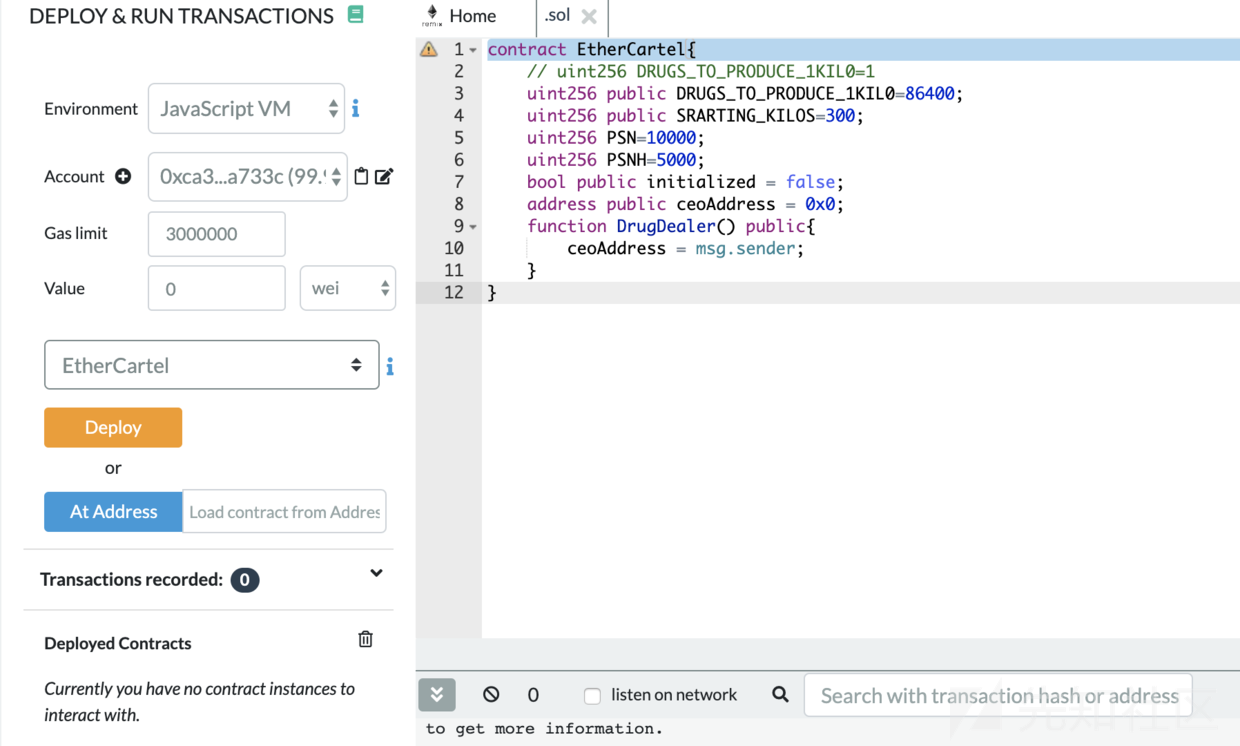 DEPLOY & RUN TRANSACTIONS
Environment
JavaScript VM
Account
0xca3...a733c (99.
Gas limit
3000000
Value
0
wei
EtherCartel
Deploy
or
At Address
Load contract from Addres
Transactions recorded: 0
Deployed Contracts
Currently you have no contract instances to
interact with.
remix
Home
.sol
1 contract EtherCartel{
2 // uint256 DRUGS_TO_PRODUCE_1KIL0=1
3 uint256 public DRUGS_TO_PRODUCE_1KIL0=86400;
4 uint256 public SRARTING_KILOS=300;
5 uint256 PSN=10000;
6 uint256 PSNH=5000;
7 bool public initialized = false;
8 address public ceoAddress = 0x0;
9 function DrugDealer() public{
10 ceoAddress = msg.sender;
11 }
12 }
0
listen on network
Search with transaction hash or address
to get more information.
先知社区